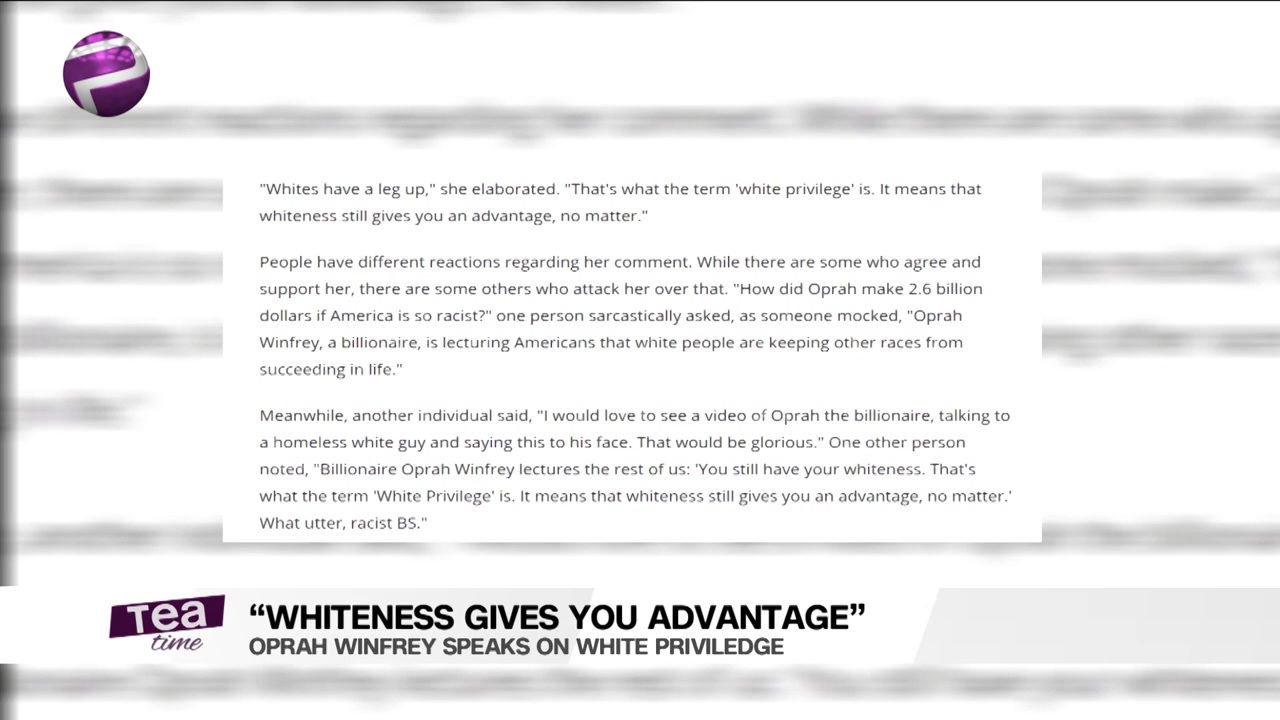 "Whites have a leg up," she elaborated. "That's what the term 'white privilege' is. It means that
whiteness still gives you an advantage, no matter."
People have different reactions regarding her comment. While there are some who agree and
support her, there are some others who attack her over that. "How did Oprah make 2.6 billion
dollars if America is so racist?" one person sarcastically asked, as someone mocked, "Oprah
Winfrey, a billionaire, is lecturing Americans that white people are keeping other races from
succeeding in life."
Meanwhile, another individual said, "I would love to see a video of Oprah the billionaire, talking to
a homeless white guy and saying this to his face. That would be glorious." One other person
noted, "Billionaire Oprah Winfrey lectures the rest of us: 'You still have your whiteness. That's
what the term 'White Privilege' is. It means that whiteness still gives you an advantage, no matter.'
What utter, racist BS."
Tea
time
“WHITENESS GIVES YOU ADVANTAGE”
OPRAH WINFREY SPEAKS ON WHITE PRIVILEDGE